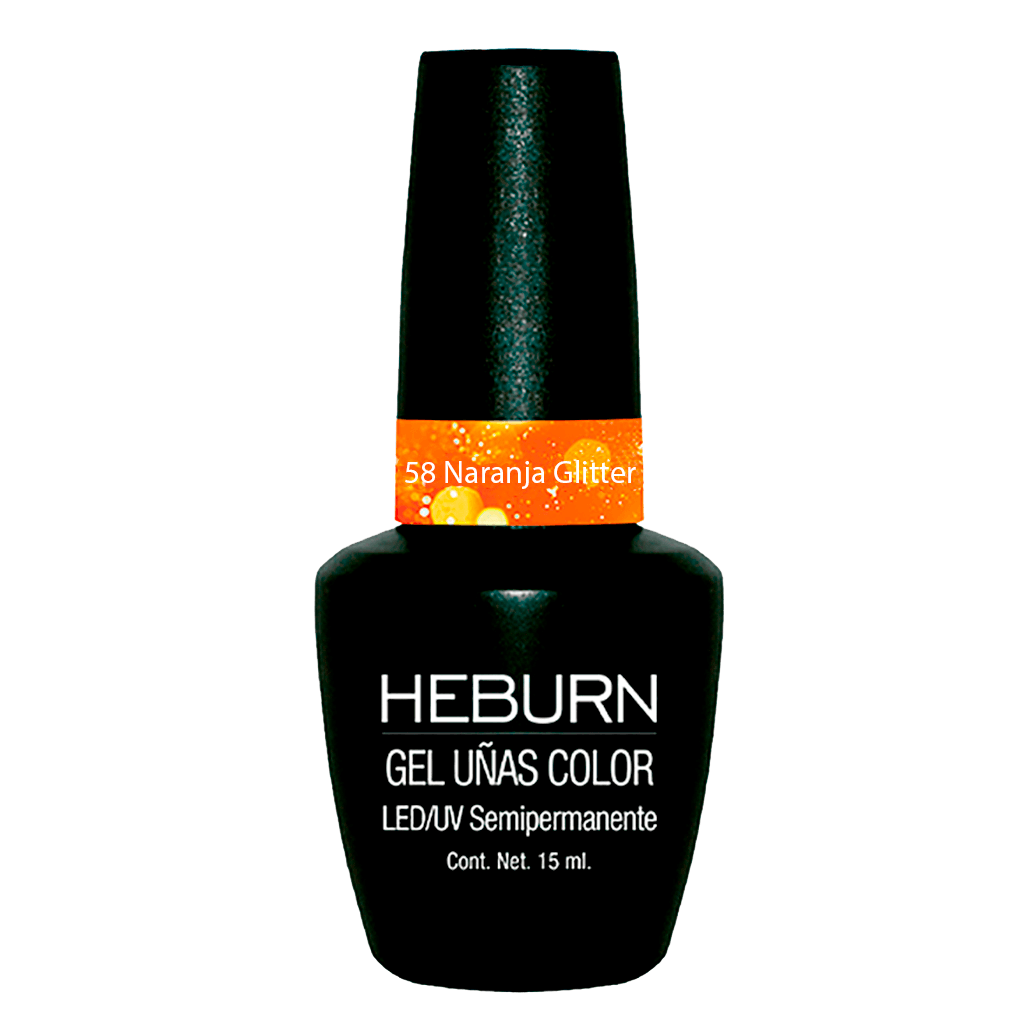 58 Naranja Glitter
HEBURN
GEL UÑAS COLOR
LED/UV Semipermanente
Cont. Net. 15 ml.